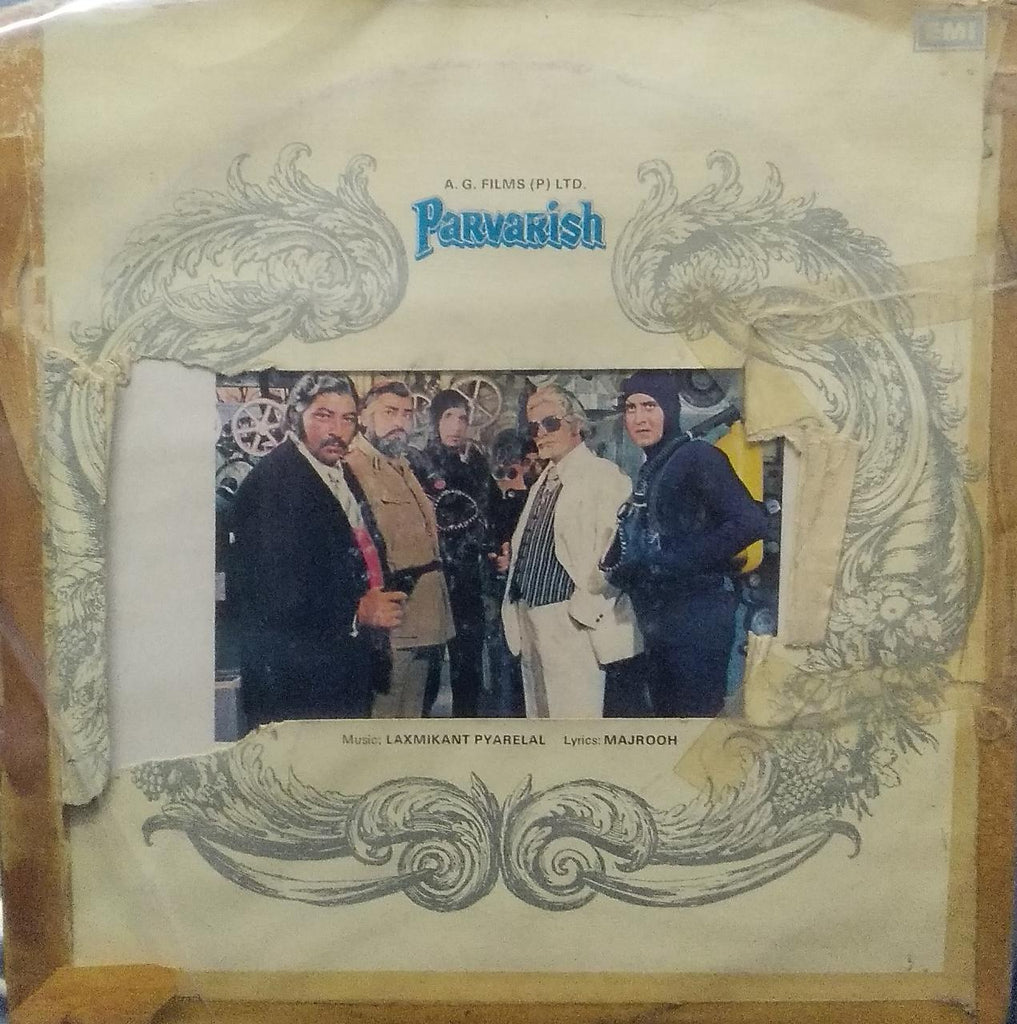 EMI
A. G. FILMS (P) LTD.
PARVARISH
Music: LAXMIKANT PYARELAL Lyrics: MAJROOH